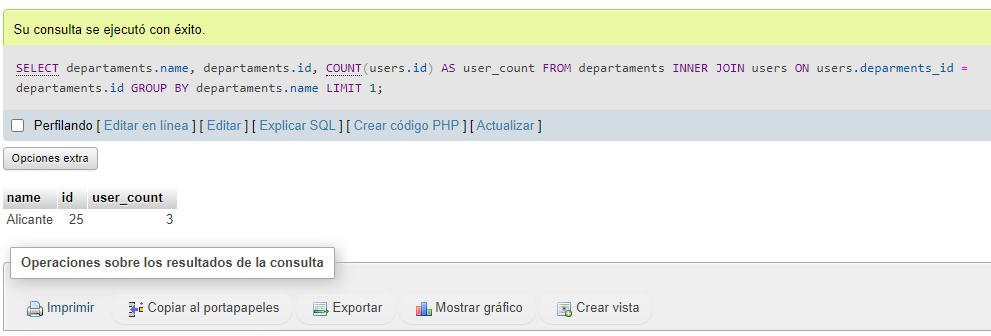 Su consulta se ejecutó con éxito.
SELECT departaments.name, departaments.id, COUNT(users.id) AS user_count FROM departaments INNER JOIN users ON users.deparments_id =
departaments.id GROUP BY departaments.name LIMIT 1;
Perfilando [ Editar en línea ] [ Editar ] [ Explicar SQL ] [ Crear código PHP ] [ Actualizar ]
Opciones extra
name id user_count
Alicante 25 3
Operaciones sobre los resultados de la consulta
Imprimir Copiar al portapapeles Exportar Mostrar gráfico Crear vista